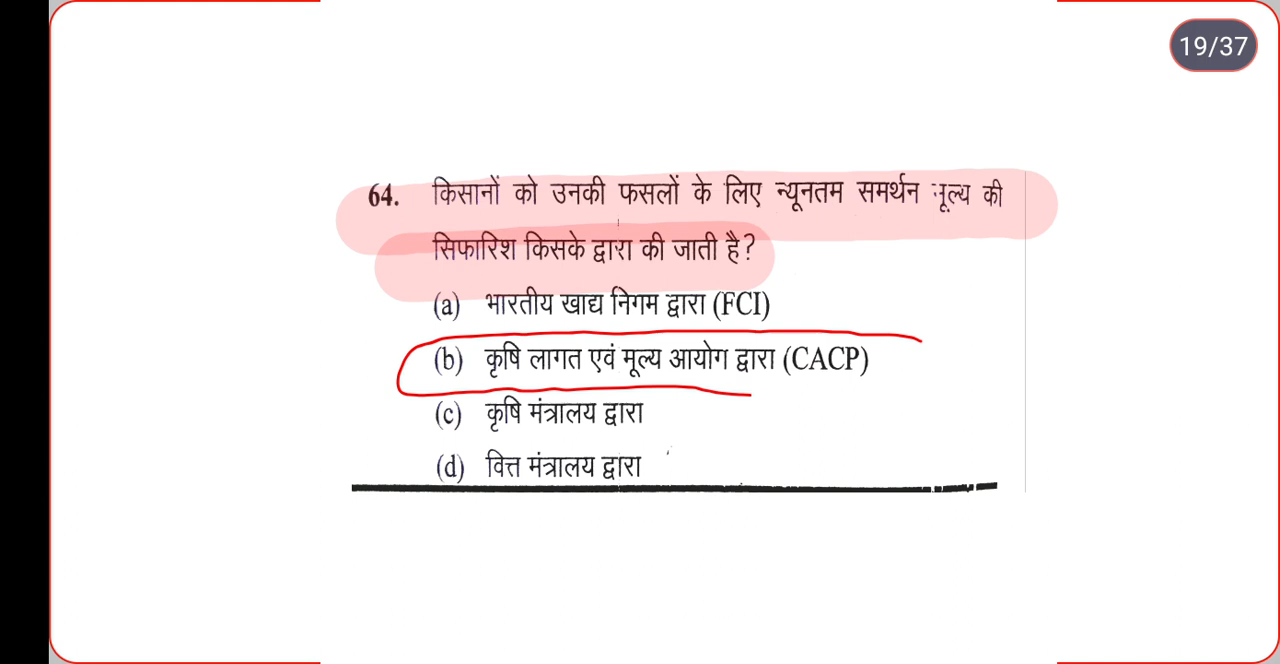 19/37
64. किसानों को उनकी फसलों के लिए न्यूनतम समर्थन मूल्य की
सिफारिश किसके द्वारा की जाती है?
(a) भारतीय खाद्य निगम द्वारा (FCI)
(b) कृषि लागत एवं मूल्य आयोग द्वारा (CACP)
(c) कृषि मंत्रालय द्वारा
(d) वित्त मंत्रालय द्वारा